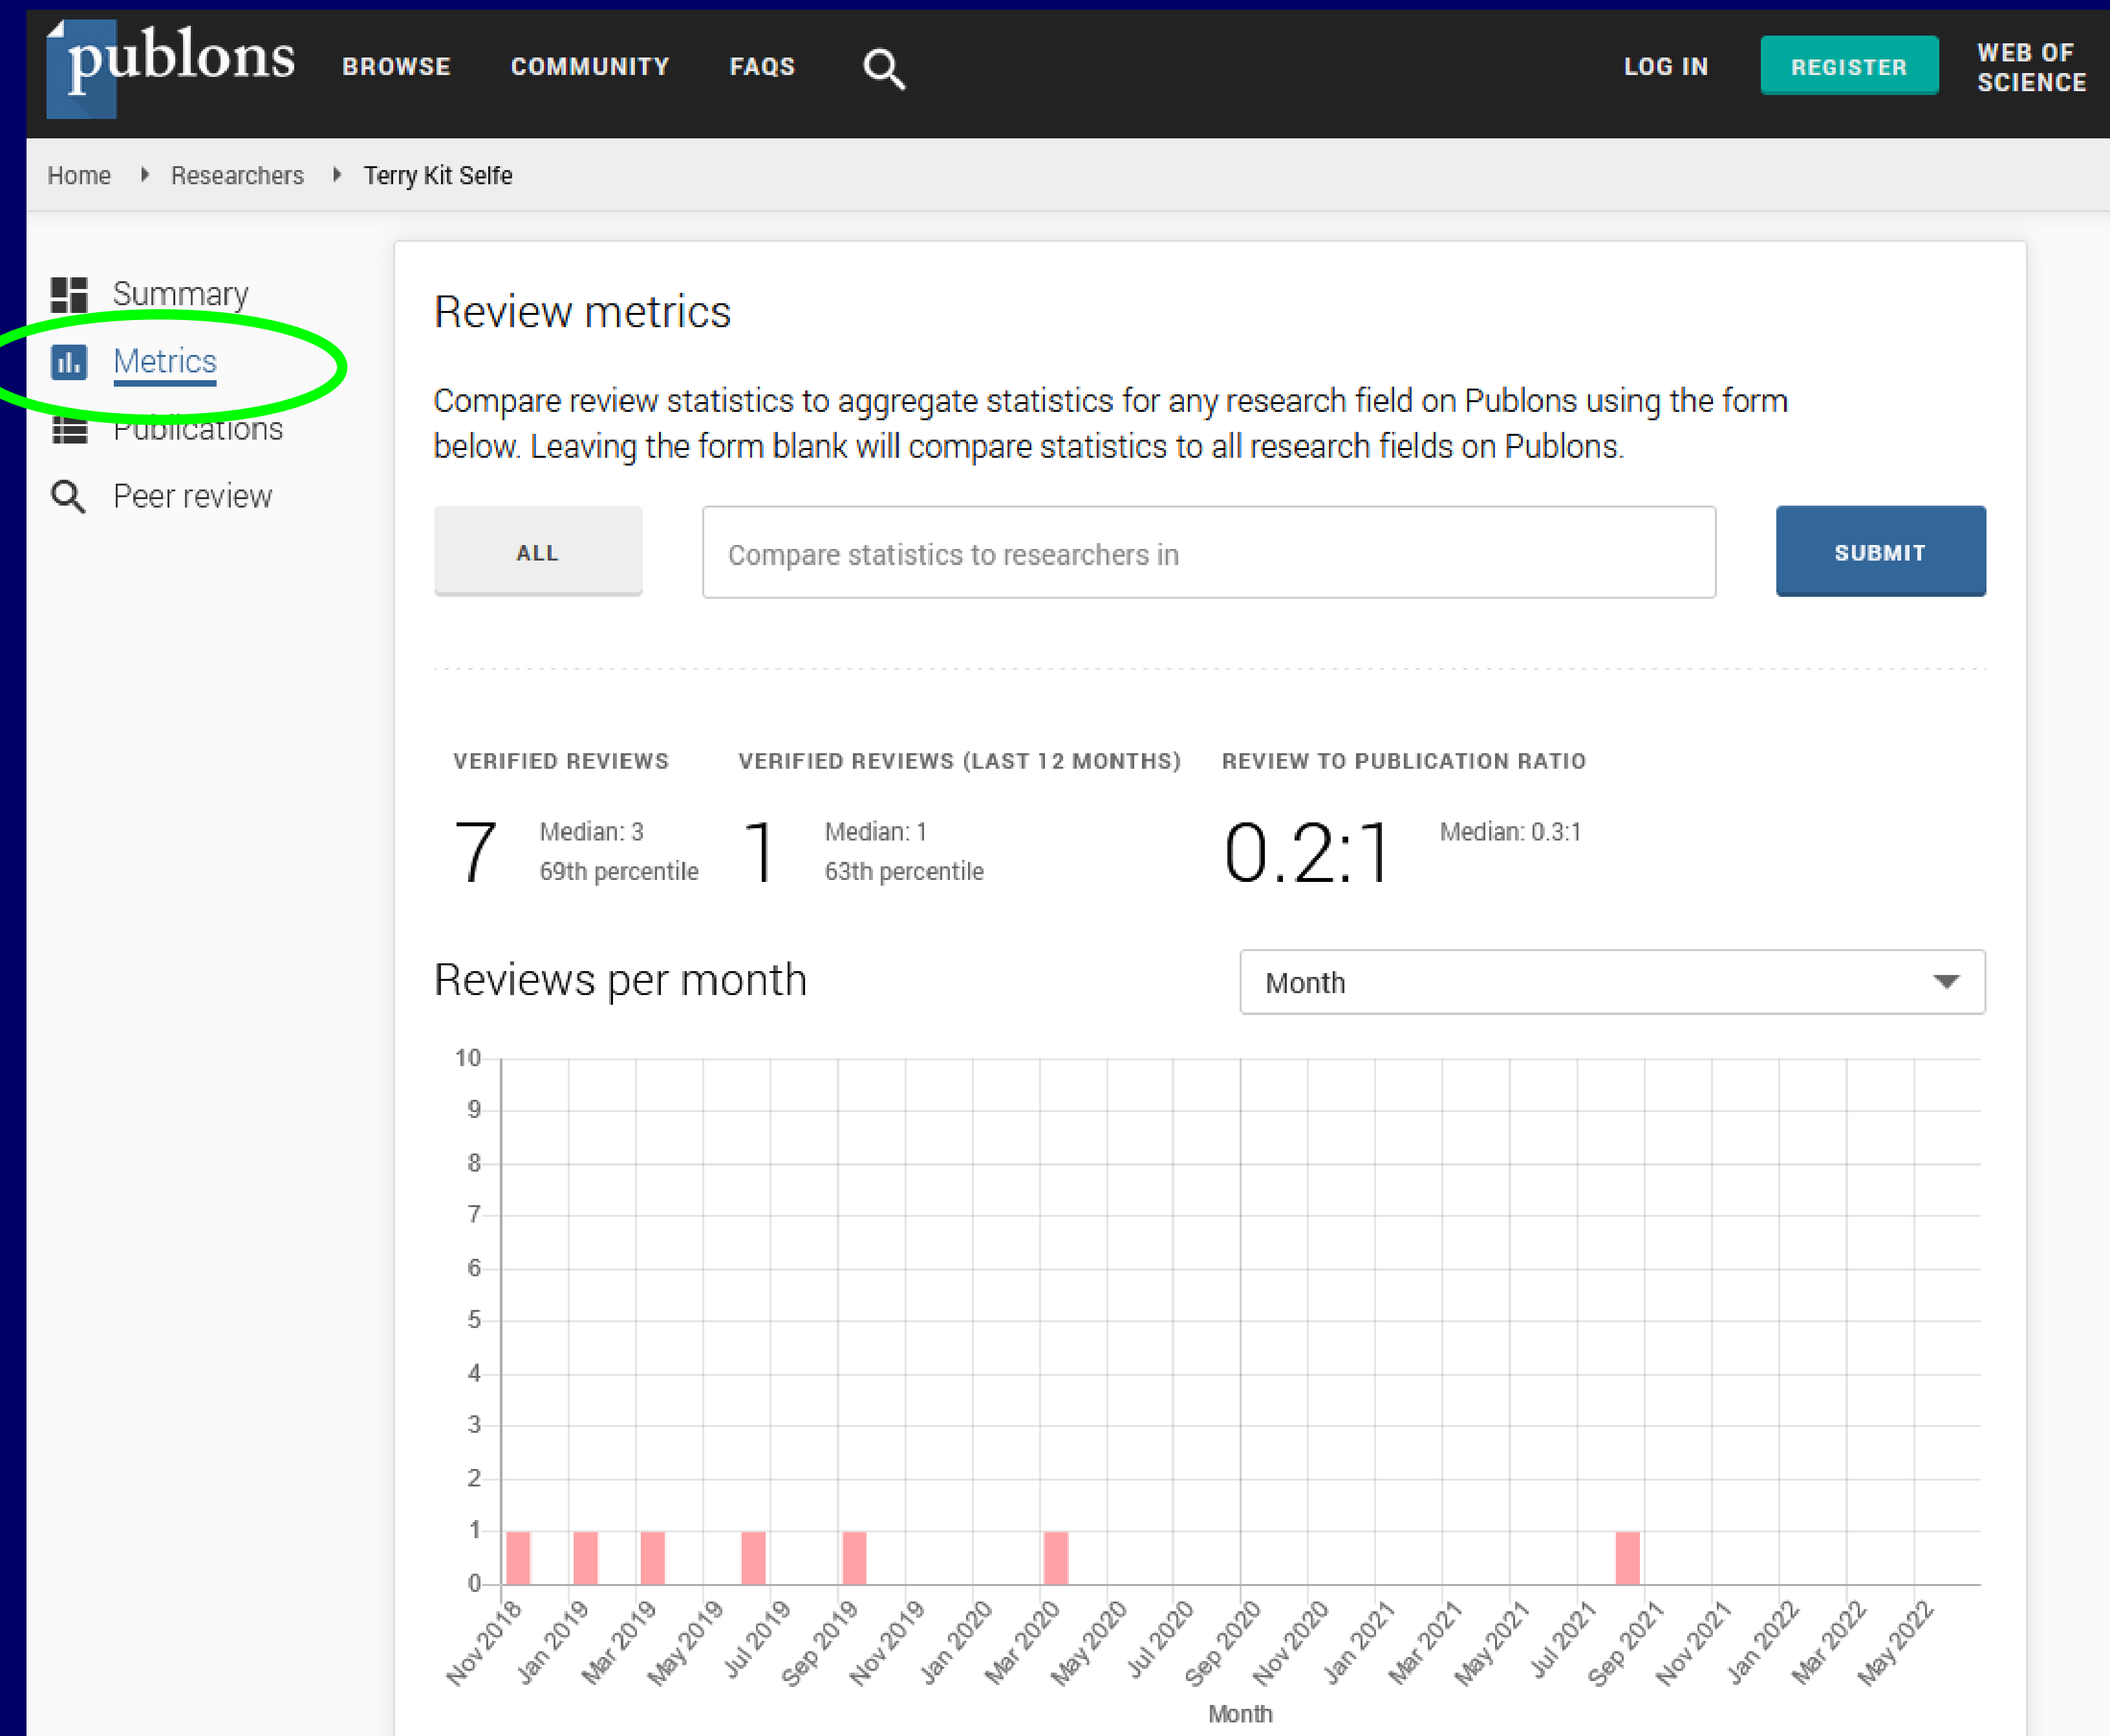 publons
BROWSE COMMUNITY FAQS
LOG IN REGISTER WEB OF
SCIENCE
Home Researchers Terry Kit Selfe
Summary
Metrics
Publications
Peer review
Review metrics
Compare review statistics to aggregate statistics for any research field on Publons using the form
below. Leaving the form blank will compare statistics to all research fields on Publons.
ALL Compare statistics to researchers in SUBMIT
VERIFIED REVIEWS VERIFIED REVIEWS (LAST 12 MONTHS) REVIEW TO PUBLICATION RATIO
7 Median: 3 1 Median: 1 0.2:1 Median: 0.3:1
69th percentile 63th percentile
Reviews per month Month
10
9
8
7
6
5
4
3
2
1
0
Nov 2018 Jan 2019 Mar 2019 May 2019 Jul 2019 Sep 2019 Nov 2019 Jan 2020 Mar 2020 May 2020 Jul 2020 Sep 2020 Nov 2020 Jan 2021 Mar 2021 May 2021 Jul 2021 Sep 2021 Nov 2021 Jan 2022 Mar 2022 May 2022
Month